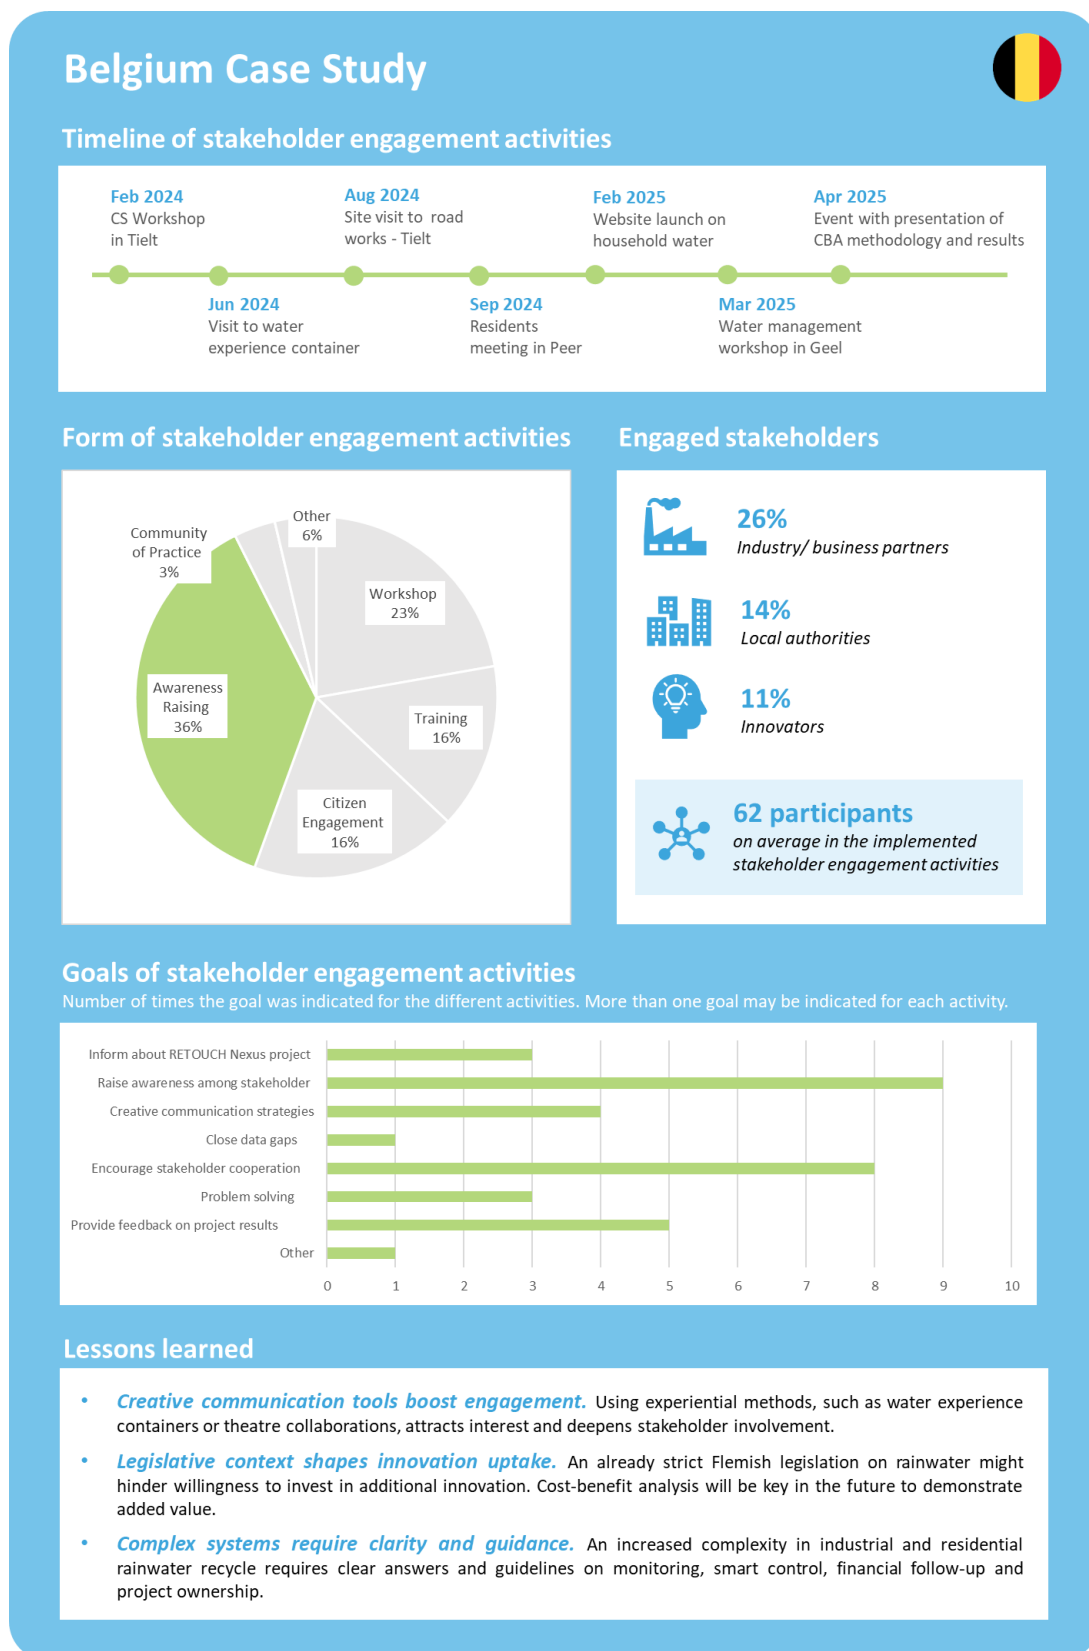 Belgium Case Study
Timeline of stakeholder engagement activities
Feb 2024
CS Workshop
in Tielt
Aug 2024
Site visit to road
works - Tielt
Feb 2025
Website launch on
household water
Apr 2025
Event with presentation of
CBA methodology and results
Jun 2024
Visit to water
experience container
Sep 2024
Residents
meeting in Peer
Mar 2025
Water management
workshop in Geel
Form of stakeholder engagement activities
Other
6%
Community
of Practice
3%
Workshop
23%
Awareness
Raising
36%
Training
16%
Citizen
Engagement
16%
Engaged stakeholders
26%
Industry/ business partners
14%
Local authorities
11%
Innovators
62 participants
on average in the implemented
stakeholder engagement activities
Goals of stakeholder engagement activities
Number of times the goal was indicated for the different activities. More than one goal may be indicated for each activity.
Inform about RETOUCH Nexus project
Raise awareness among stakeholder
Creative communication strategies
Close data gaps
Encourage stakeholder cooperation
Problem solving
Provide feedback on project results
Other
0 1 2 3 4 5 6 7 8 9 10
Lessons learned
• Creative communication tools boost engagement. Using experiential methods, such as water experience
containers or theatre collaborations, attracts interest and deepens stakeholder involvement.
• Legislative context shapes innovation uptake. An already strict Flemish legislation on rainwater might
hinder willingness to invest in additional innovation. Cost-benefit analysis will be key in the future to demonstrate
added value.
• Complex systems require clarity and guidance. An increased complexity in industrial and residential
rainwater recycle requires clear answers and guidelines on monitoring, smart control, financial follow-up and
project ownership.